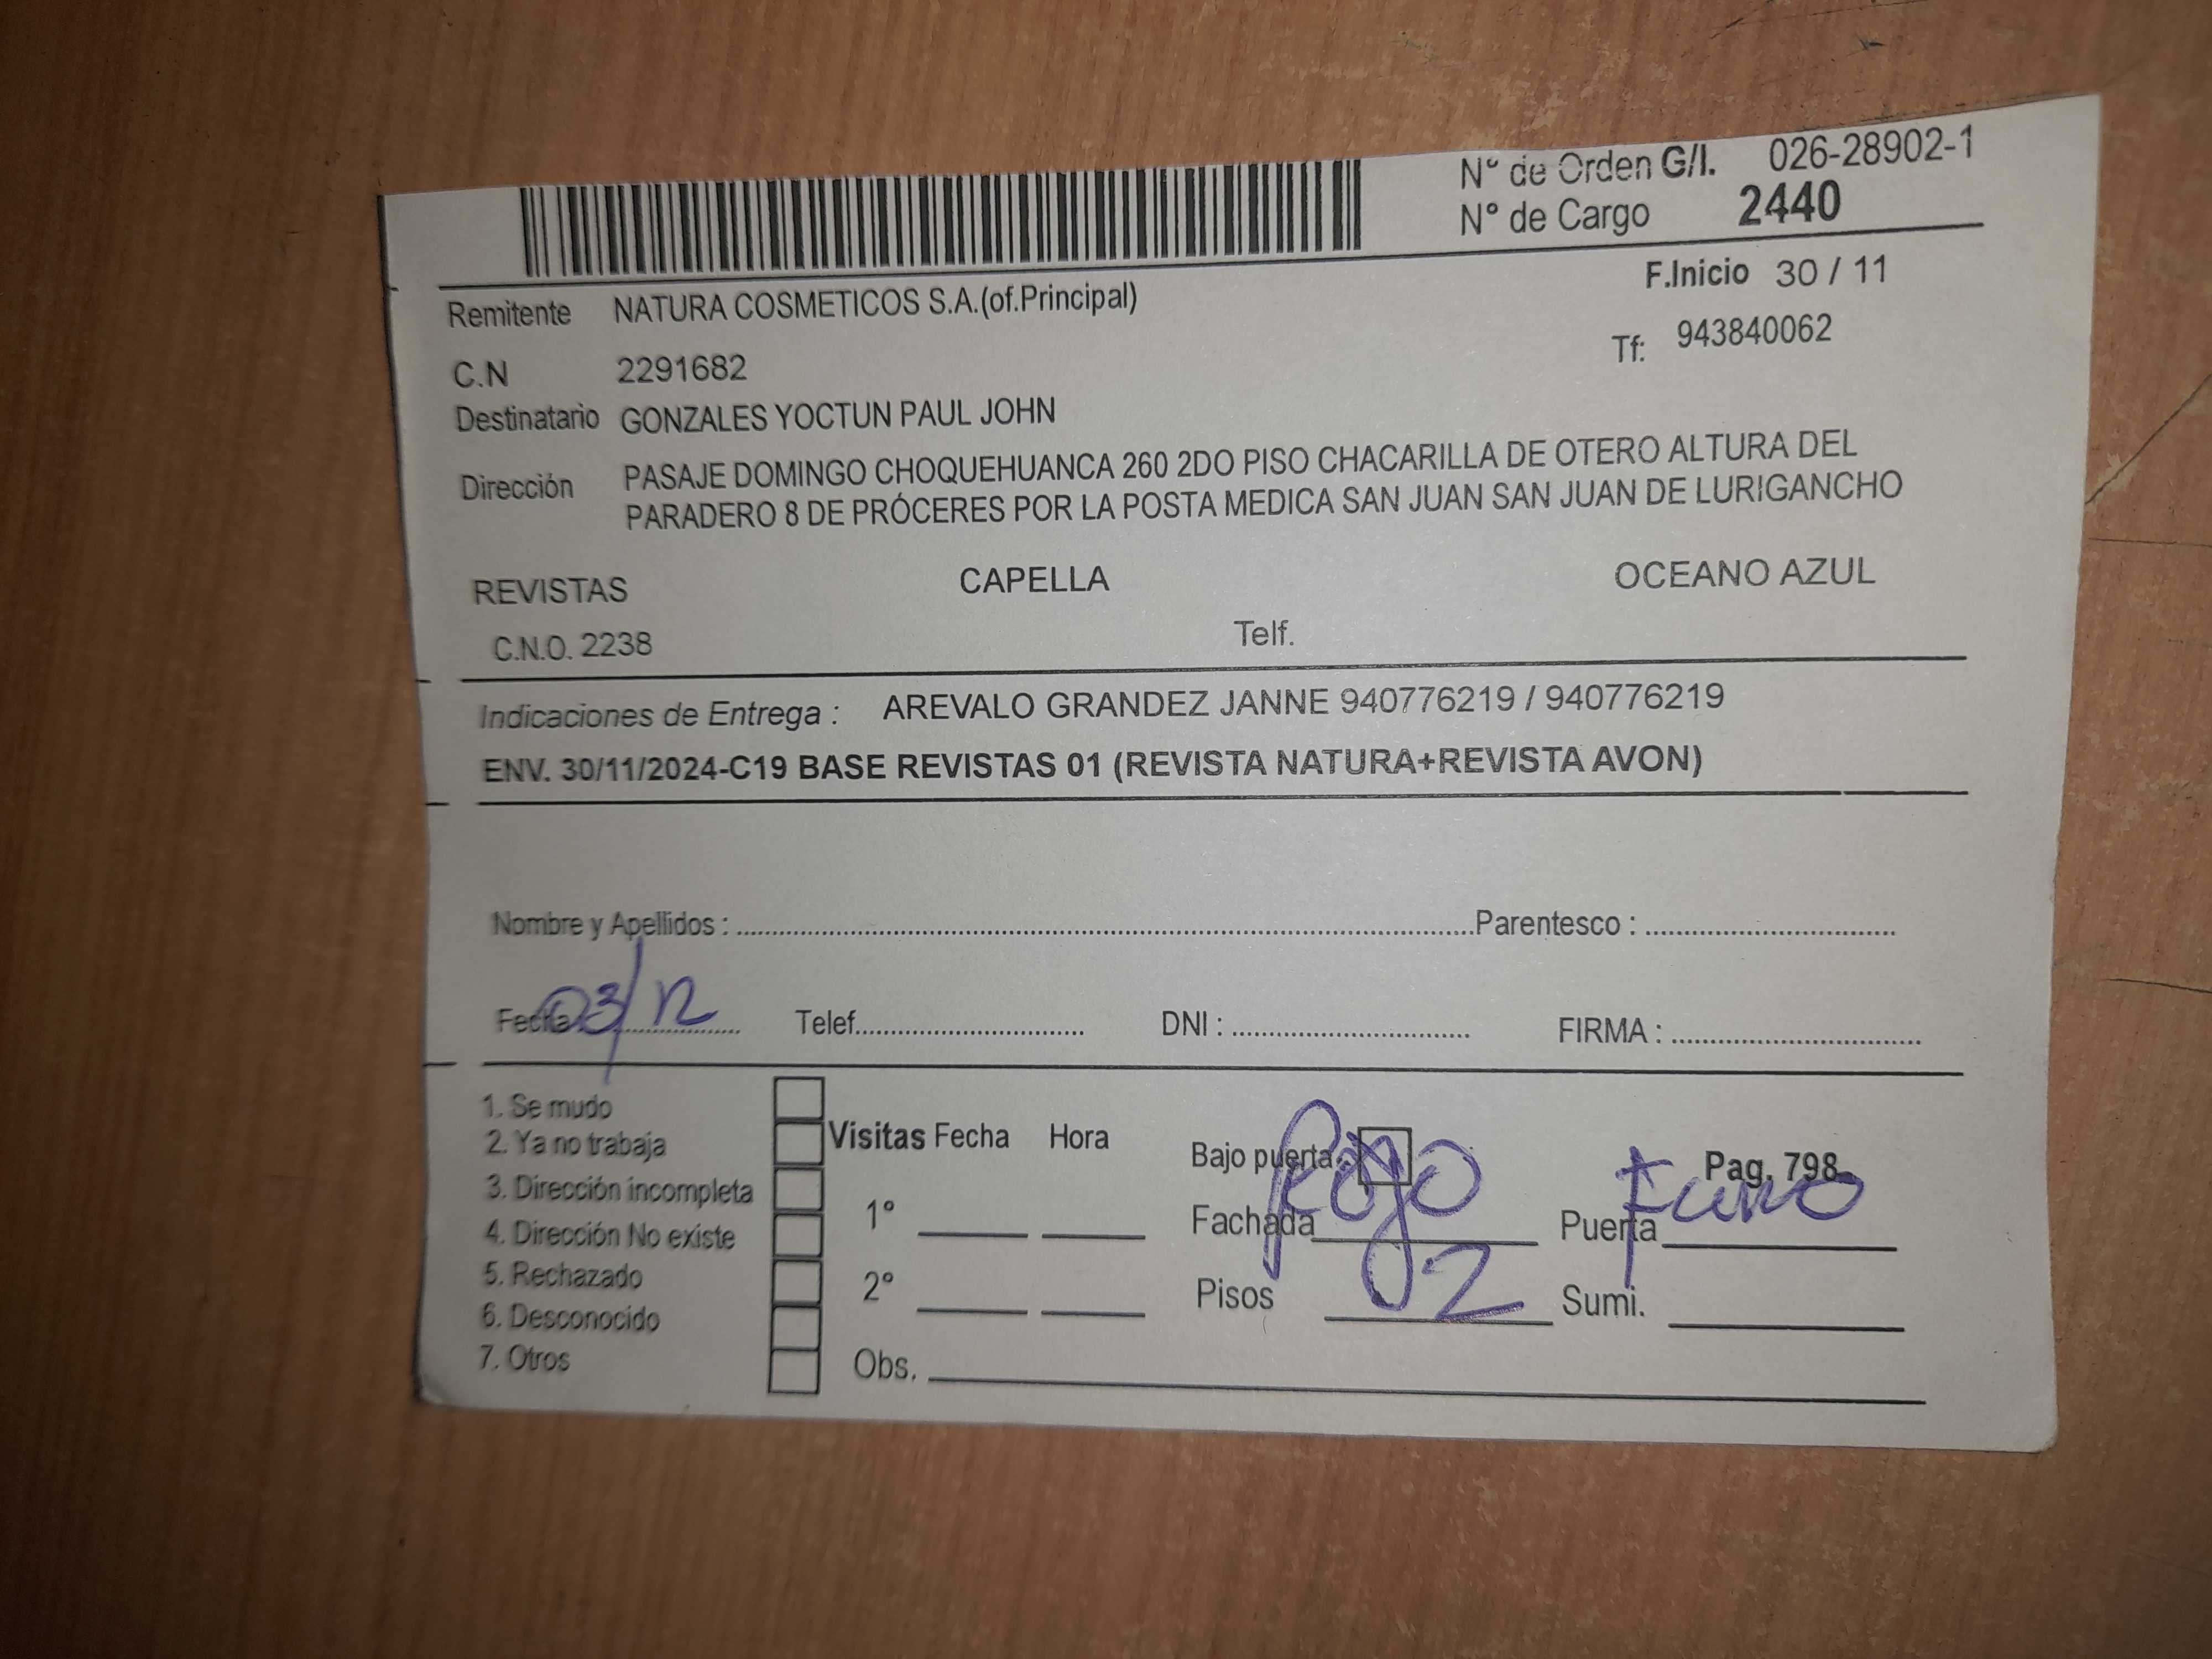 N° de Orden G/I. 026-28902-1
N° de Cargo 2440
F.Inicio 30 / 11
Remitente NATURA COSMETICOS S.A.(of.Principal)
Tf: 943840062
C.N 2291682
Destinatario GONZALES YOCTUN PAUL JOHN
Dirección PASAJE DOMINGO CHOQUEHUANCA 260 2DO PISO CHACARILLA DE OTERO ALTURA DEL
PARADERO 8 DE PRÓCERES POR LA POSTA MEDICA SAN JUAN SAN JUAN DE LURIGANCHO
REVISTAS CAPELLA OCEANO AZUL
C.N.O. 2238 Telf.
Indicaciones de Entrega : AREVALO GRANDEZ JANNE 940776219 / 940776219
ENV. 30/11/2024-C19 BASE REVISTAS 01 (REVISTA NATURA+REVISTA AVON)
Nombre y Apellidos : Parentesco :
Fecha 03/12 Telef. DNI : FIRMA :
1. Se mudo
2. Ya no trabaja
3. Dirección incompleta
4. Dirección No existe
5. Rechazado
6. Desconocido
7. Otros
Visitas Fecha Hora
1°
2°
Obs.
Bajo puerta Pag. 798
Fachada Rojo Puerta
Pisos 2 Sumi.